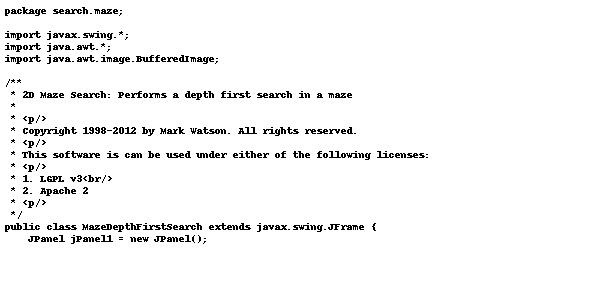 package search.maze;

import javax.swing.*;
import java.awt.*;
import java.awt.image.BufferedImage;

/**
 * 2D Maze Search: Performs a depth first search in a maze
 *
 * <p/>
 * Copyright 1998-2012 by Mark Watson. All rights reserved.
 * <p/>
 * This software is can be used under either of the following licenses:
 * <p/>
 * 1. LGPL v3<br/>
 * 2. Apache 2
 * <p/>
 */
public class MazeDepthFirstSearch extends javax.swing.JFrame {
    JPanel jPanel1 = new JPanel();